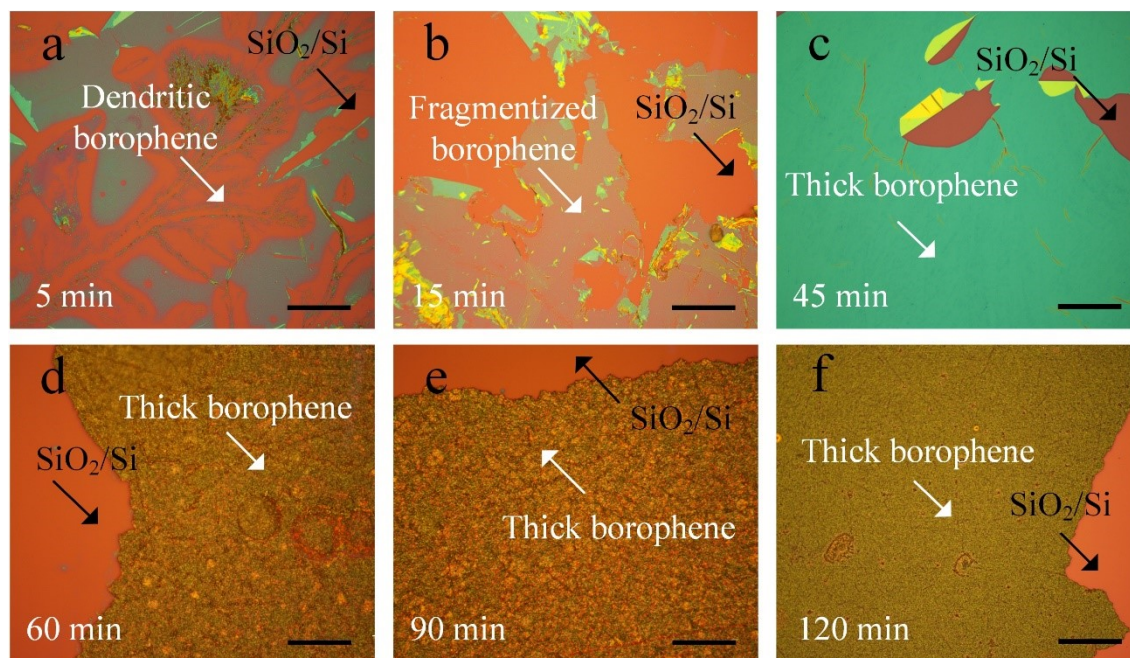 a
SiO₂/Si
Dendritic
borophene
5 min
b
Fragmentized
borophene
SiO₂/Si
15 min
c
SiO₂/Si
Thick borophene
45 min
d
Thick borophene
SiO₂/Si
60 min
e
SiO₂/Si
Thick borophene
90 min
f
Thick borophene
SiO₂/Si
120 min